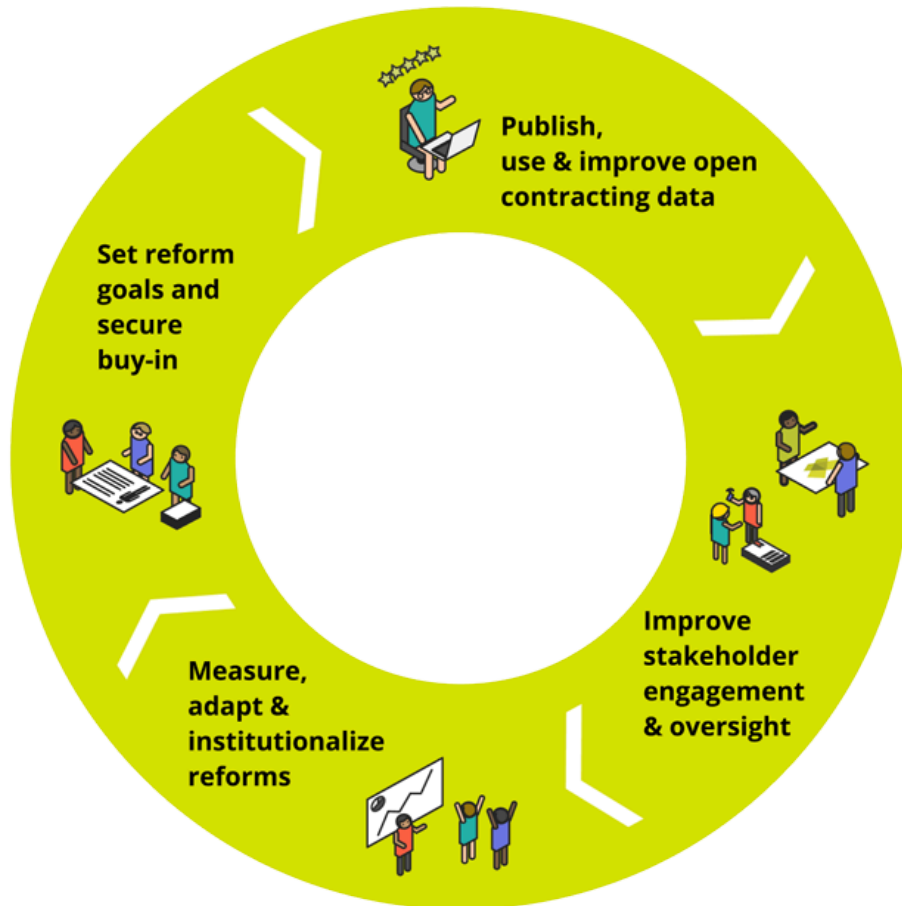 Publish,
use & improve open
contracting data
Set reform
goals and
secure
buy-in
Improve
stakeholder
engagement
& oversight
Measure,
adapt &
institutionalize
reforms